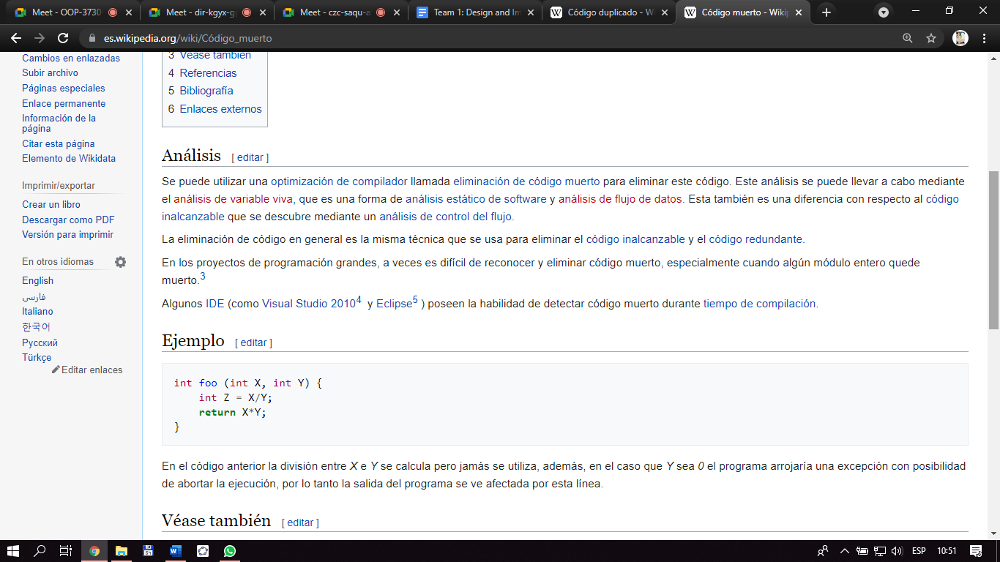 Meet - OOP-3730
Meet - dir-kgyx-g
Meet - czc-saqu-a
Team 1: Design and Im
Código duplicado - W
Código muerto - Wikip
es.wikipedia.org/wiki/Código_muerto
Cambios en enlazadas
Subir archivo
Páginas especiales
Enlace permanente
Información de la
página
Citar esta página
Elemento de Wikidata
Imprimir/exportar
Crear un libro
Descargar como PDF
Versión para imprimir
En otros idiomas
English
فارسی
Italiano
한국어
Русский
Türkçe
Editar enlaces
3 Véase también
4 Referencias
5 Bibliografía
6 Enlaces externos
Análisis [ editar ]
Se puede utilizar una optimización de compilador llamada eliminación de código muerto para eliminar este código. Este análisis se puede llevar a cabo mediante
el análisis de variable viva, que es una forma de análisis estático de software y análisis de flujo de datos. Esta también es una diferencia con respecto al código
inalcanzable que se descubre mediante un análisis de control del flujo.
La eliminación de código en general es la misma técnica que se usa para eliminar el código inalcanzable y el código redundante.
En los proyectos de programación grandes, a veces es difícil de reconocer y eliminar código muerto, especialmente cuando algún módulo entero quede
muerto.3
Algunos IDE (como Visual Studio 20104 y Eclipse5 ) poseen la habilidad de detectar código muerto durante tiempo de compilación.
Ejemplo [ editar ]
int foo (int X, int Y) {
    int Z = X/Y;
    return X*Y;
}
En el código anterior la división entre X e Y se calcula pero jamás se utiliza, además, en el caso que Y sea 0 el programa arrojaría una excepción con posibilidad
de abortar la ejecución, por lo tanto la salida del programa se ve afectada por esta línea.
Véase también [ editar ]
64
ESP
10:51